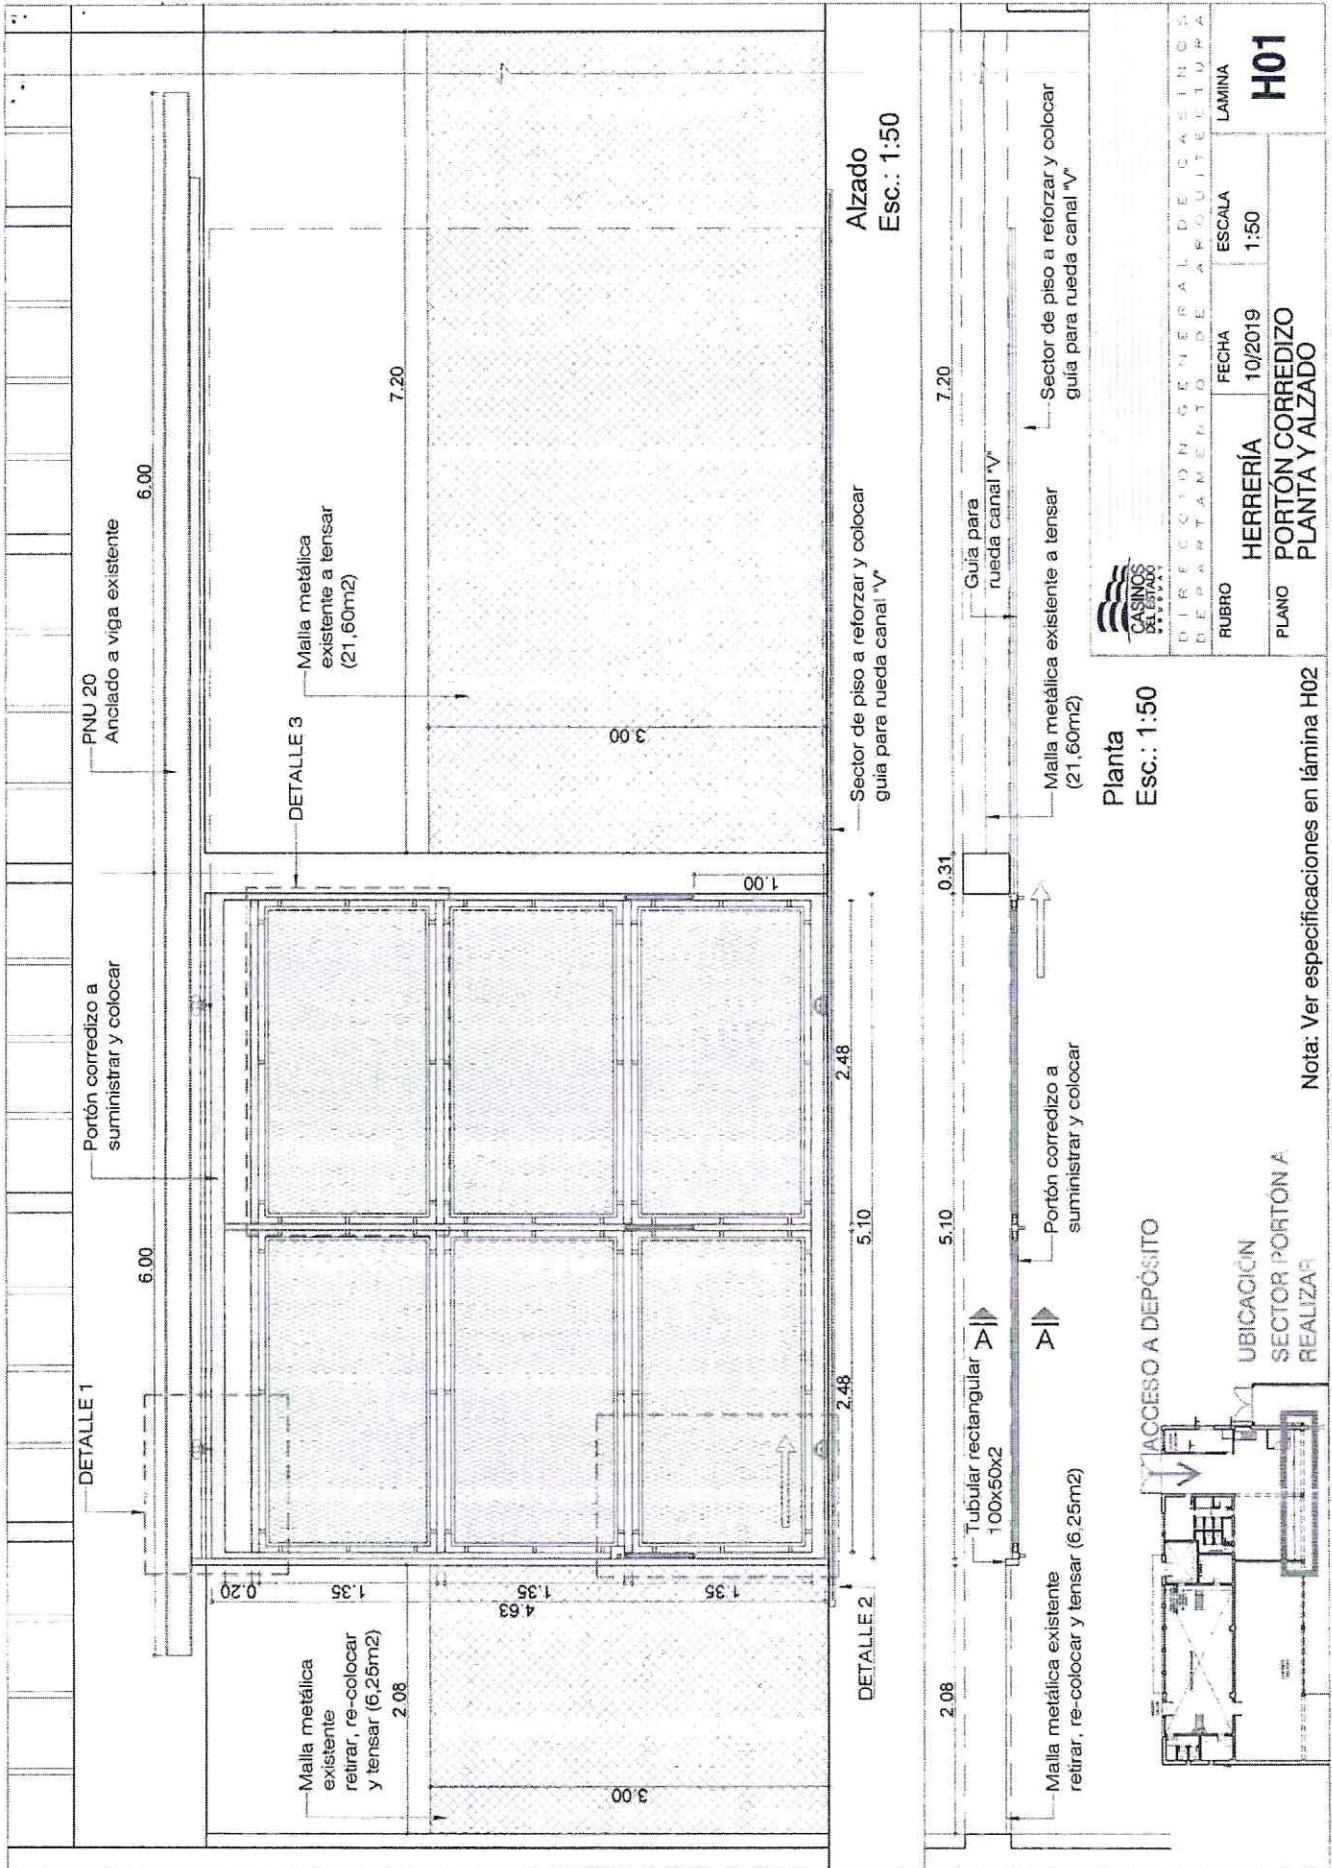 DETALLE 1
6.00
Portón corredizo a
suministrar y colocar
PNU 20
Anclado a viga existente
6.00
DETALLE 3
Malla metálica
existente
retirar, re-colocar
y tensar (6,25m2)
2.08
3.00
0.20
1.35
1.35
1.35
4.63
Malla metálica
existente a tensar
(21,60m2)
7.20
3.00
1.00
2.48
2.48
5.10
DETALLE 2
Sector de piso a reforzar y colocar
guía para rueda cantal "V"
Alzado
Esc.: 1:50
2.08
5.10
0.31
7.20
Tubular rectangular
100x50x2
A
A
Guia para
rueda canal "V"
Malla metálica existente
retirar, re-colocar y tensar (6,25m2)
Portón corredizo a
suministrar y colocar
Malla metálica existente a tensar
(21,60m2)
Sector de piso a reforzar y colocar
guía para rueda canal "V"
Planta
Esc.: 1:50
ACCESO A DEPÓSITO
UBICACIÓN
SECTOR PORTÓN A
REALIZAR
Nota: Ver especificaciones en lámina H02
CASINOS
DEL ESTADO
URUGUAY
DIRECCION GENERAL DE CASINOS
DEPARTAMENTO DE ARQUITECTURA
RUBRO
HERRERÍA
FECHA
10/2019
ESCALA
1:50
LAMINA
H01
PLANO
PORTÓN CORREDIZO
PLANTA Y ALZADO